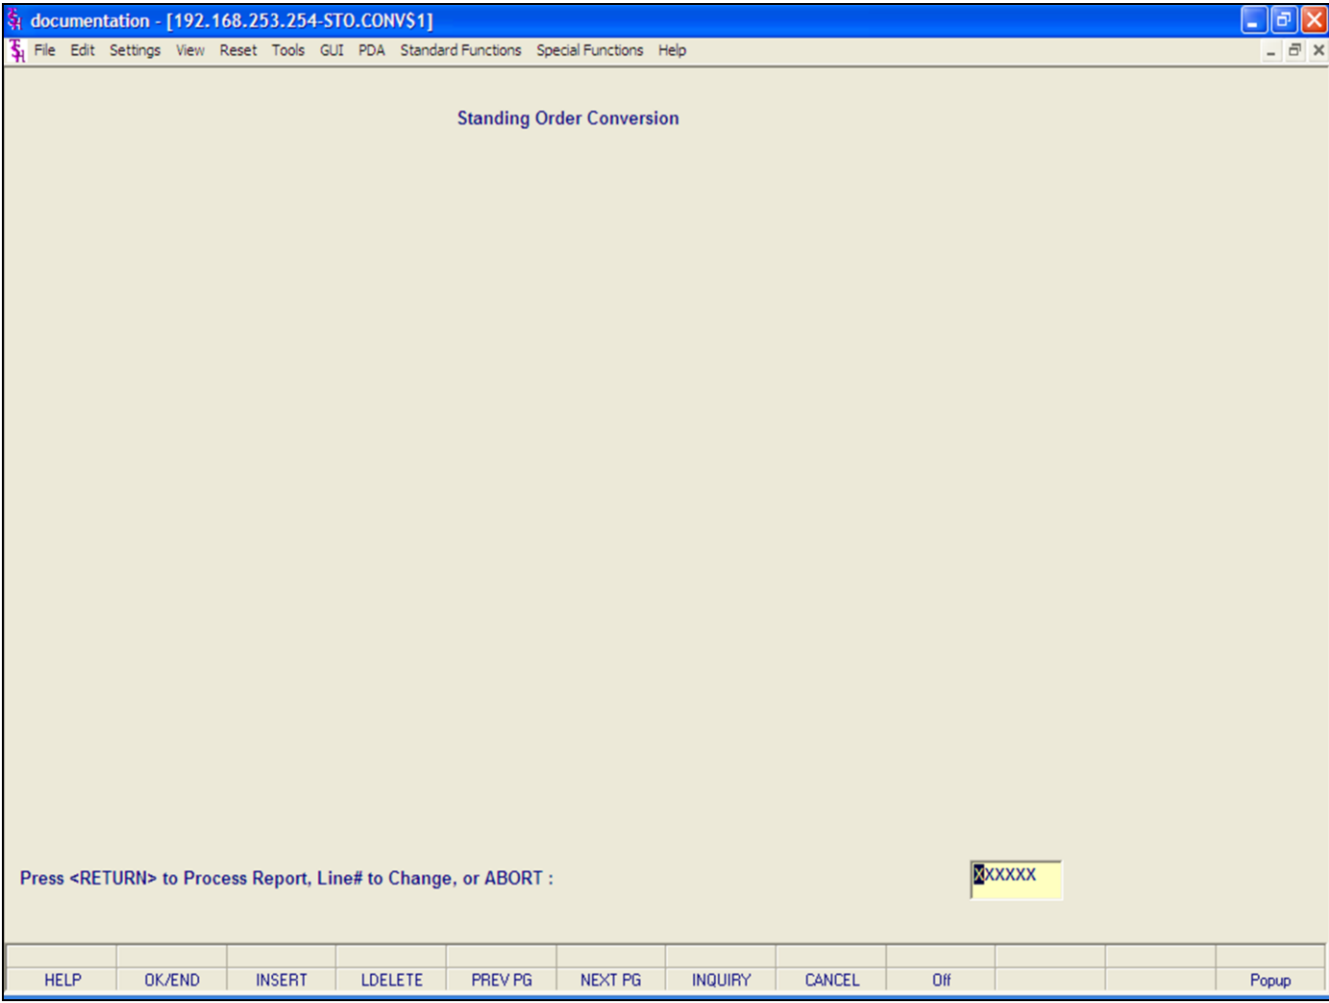 documentation - [192.168.253.254-STO.CONV$1]
File Edit Settings View Reset Tools GUI PDA Standard Functions Special Functions Help
Standing Order Conversion
Press <RETURN> to Process Report, Line# to Change, or ABORT : XXXXXX
HELP OK/END INSERT LDELETE PREV PG NEXT PG INQUIRY CANCEL Off Popup